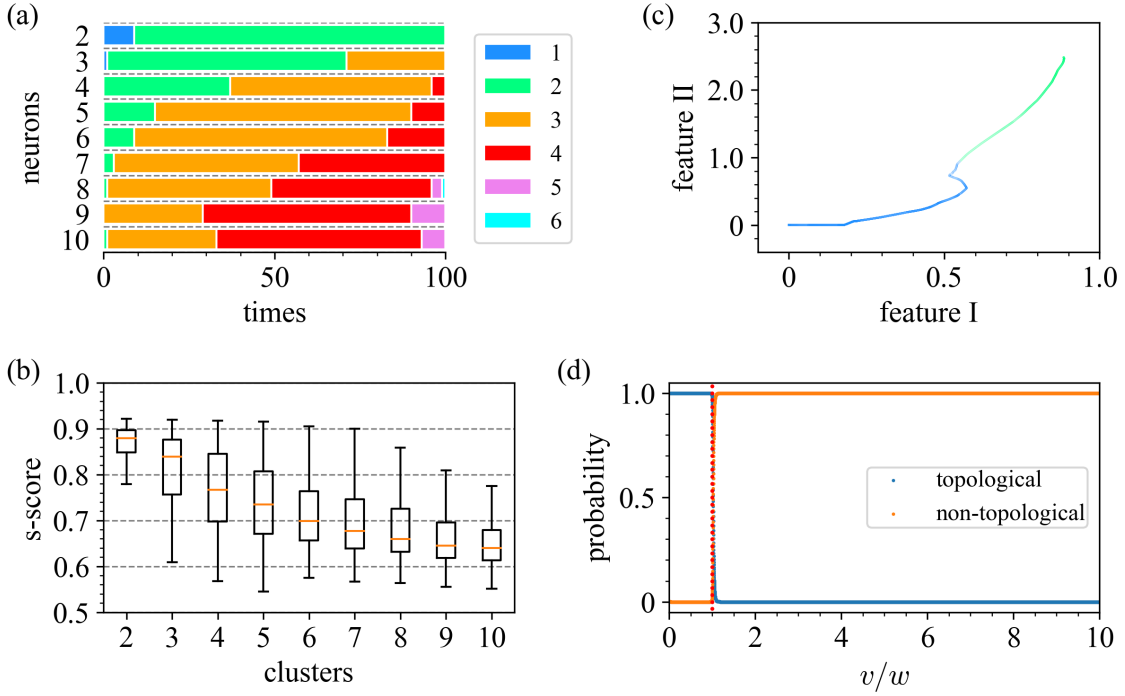 (a)
neurons
2
3
4
5
6
7
8
9
10
0 50 100
times
1
2
3
4
5
6
(c)
feature II
3.0
2.0
1.0
0
0 0.5 1.0
feature I
(b)
s-score
1.0
0.9
0.8
0.7
0.6
0.5
2 3 4 5 6 7 8 9 10
clusters
(d)
probability
1.0
0.5
0
topological
non-topological
0 2 4 6 8 10
v/w